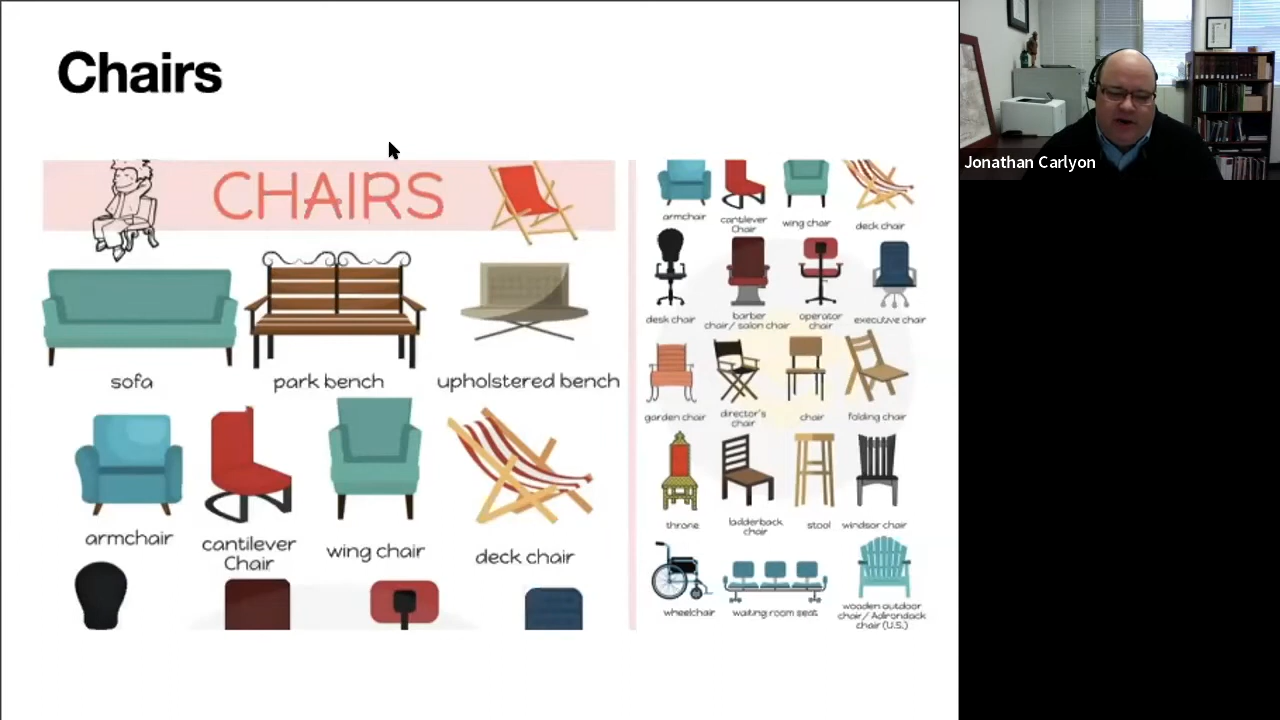 Chairs
CHAIRS
sofa
park bench
upholstered bench
armchair
cantilever
Chair
wing chair
deck chair
armchair
cantilever
Chair
wing chair
deck chair
desk chair
barber
chair/ salon chair
operator
chair
executive chair
garden chair
director's
chair
chair
folding chair
throne
ladderback
chair
stool
windsor chair
wheelchair
waiting room seat
wooden outdoor
chair/ Adirondack
chair (U.S.)
Jonathan Carlyon